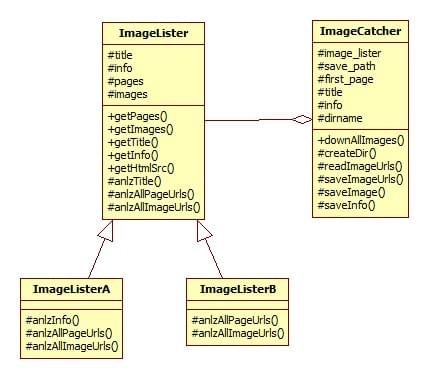 ImageLister
#title
#info
#pages
#images
+getPages()
+getImages()
+getTitle()
+getInfo()
+getHtmlSrc()
#anlzTitle()
#anlzAllPageUrls()
#anlzAllImageUrls()
ImageCatcher
#image_lister
#save_path
#first_page
#title
#info
#dirname
+downAllImages()
#createDir()
#readImageUrls()
#saveImageUrls()
#saveImage()
#saveInfo()
ImageListerA
#anlzInfo()
#anlzAllPageUrls()
#anlzAllImageUrls()
ImageListerB
#anlzAllPageUrls()
#anlzAllImageUrls()